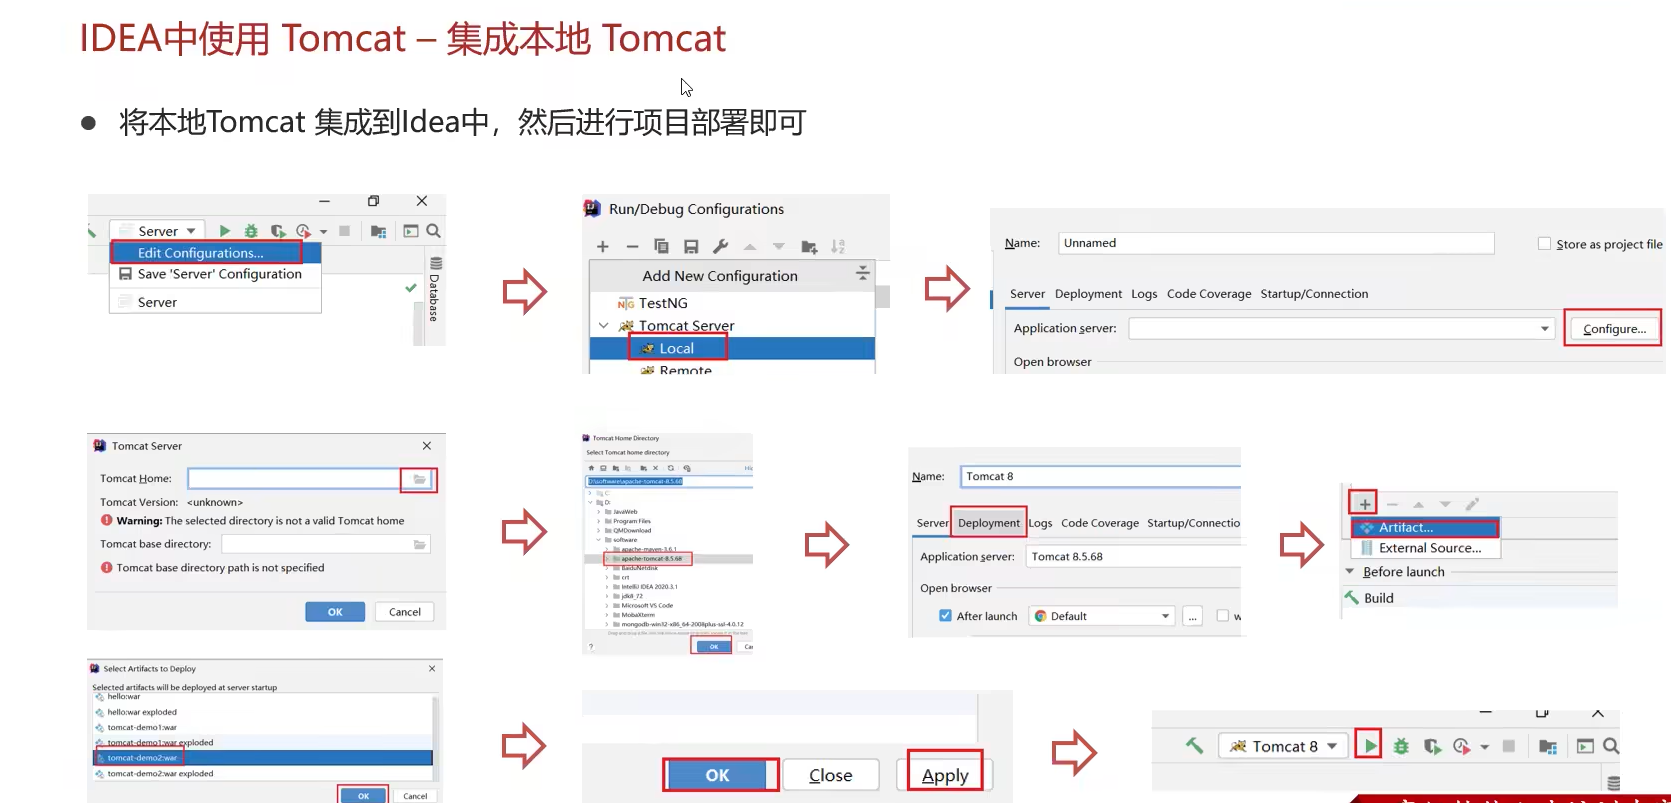 IDEA中使用 Tomcat – 集成本地 Tomcat
● 将本地Tomcat 集成到Idea中，然后进行项目部署即可
Server
Edit Configurations...
Save 'Server' Configuration
Server
Database
Run/Debug Configurations
Add New Configuration
TestNG
Tomcat Server
Local
Remote
Name: Unnamed
Store as project file
Server Deployment Logs Code Coverage Startup/Connection
Application server:
Configure...
Open browser
Tomcat Server
Tomcat Home:
Tomcat Version: <unknown>
Warning: The selected directory is not a valid Tomcat home
Tomcat base directory:
Tomcat base directory path is not specified
OK Cancel
Tomcat Home Directory
Select Tomcat home directory
D:\software\apache-tomcat-8.5.68
C:
D:
JavaWeb
Program Files
QMDownload
software
apache-maven-3.6.1
apache-tomcat-8.5.68
BaiduNetdisk
crt
IntelliJ IDEA 2020.3.1
jdk8_72
Microsoft VS Code
MobaXterm
mongodb-win32-x86_64-2008plus-ssl-4.0.12
?
OK
Name: Tomcat 8
Server Deployment Logs Code Coverage Startup/Connectio
Application server: Tomcat 8.5.68
Open browser
After launch Default ... w
Artifact...
External Source...
Before launch
Build
Select Artifacts to Deploy
Selected artifacts will be deployed at server startup
hello:war
hello:war exploded
tomcat-demo1:war
tomcat-demo1:war exploded
tomcat-demo2:war
tomcat-demo2:war exploded
OK Cancel
OK Close Apply
Tomcat 8